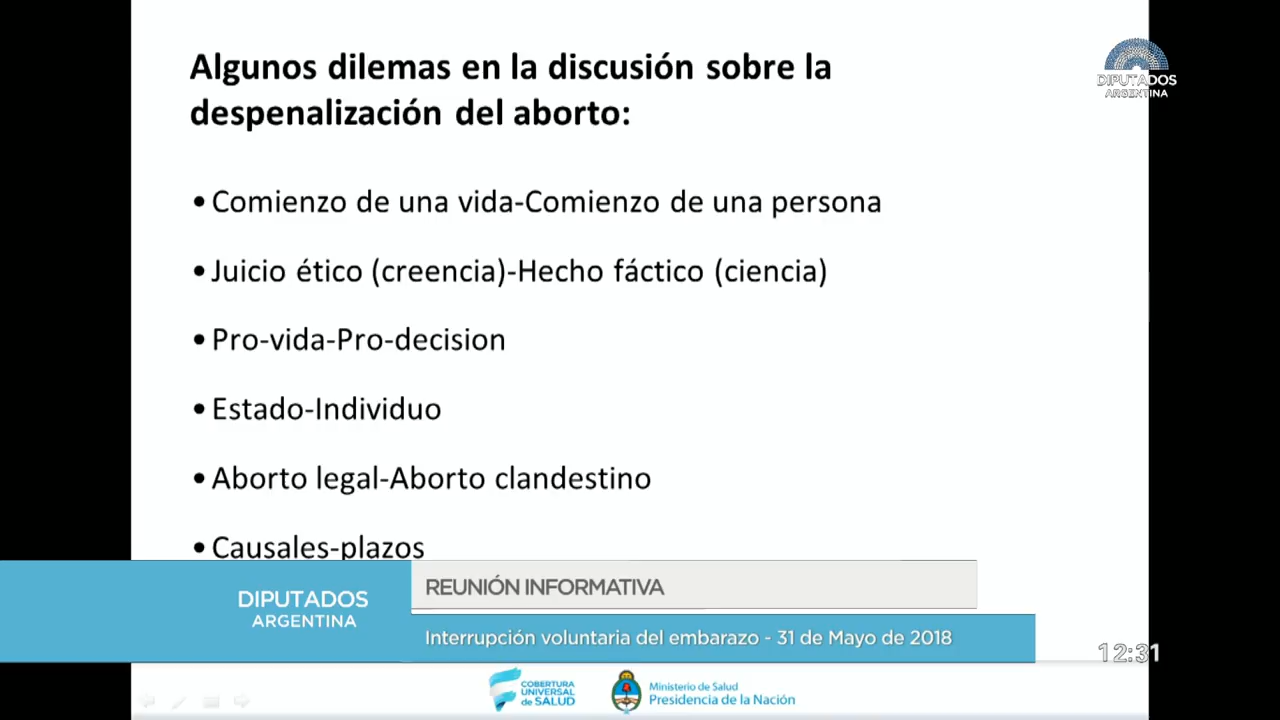 Algunos dilemas en la discusión sobre la
despenalización del aborto:
DIPUTADOS
ARGENTINA
•Comienzo de una vida-Comienzo de una persona
•Juicio ético (creencia)-Hecho fáctico (ciencia)
•Pro-vida-Pro-decision
•Estado-Individuo
•Aborto legal-Aborto clandestino
•Causales-plazos
DIPUTADOS
ARGENTINA
REUNIÓN INFORMATIVA
Interrupción voluntaria del embarazo - 31 de Mayo de 2018
12:31
COBERTURA
UNIVERSAL
de SALUD
Ministerio de Salud
Presidencia de la Nación